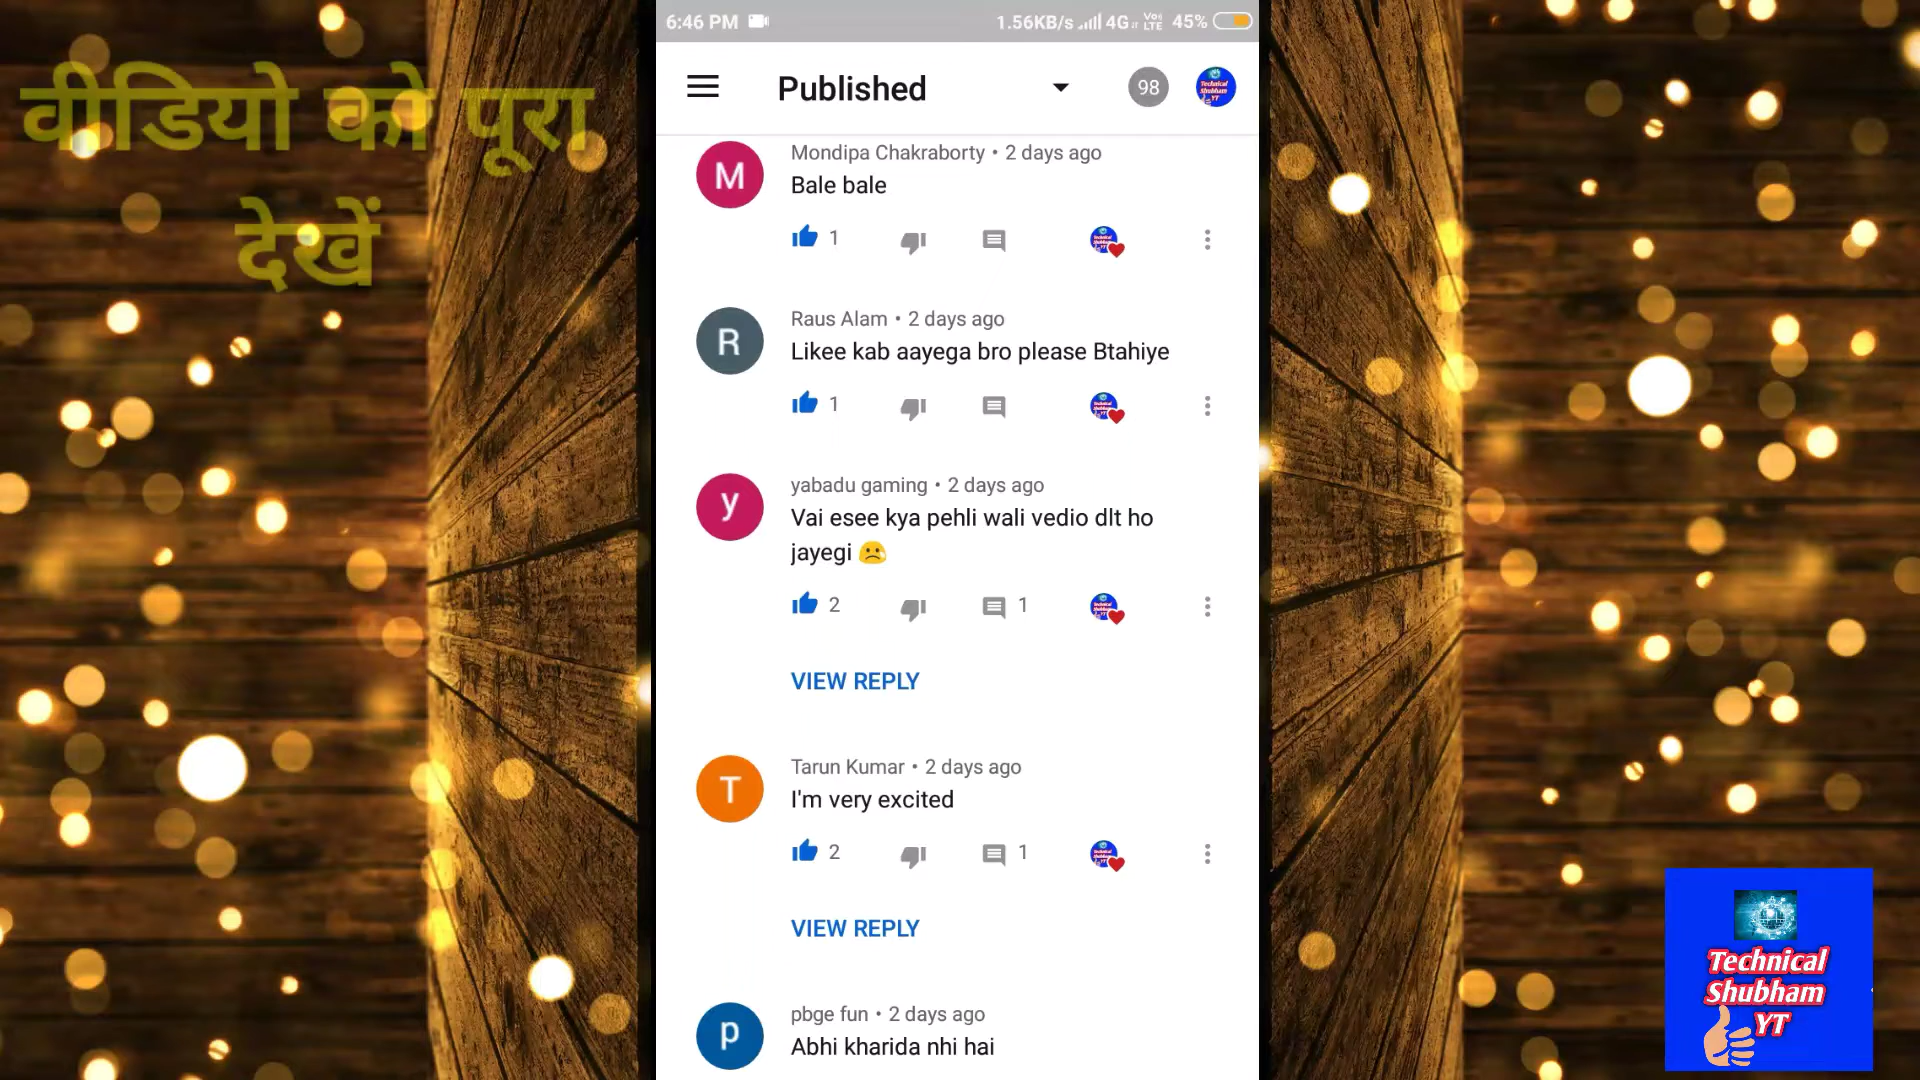 वीडियो को पूरा
देखें
6:46 PM 1.56KB/s 4G Vo LTE 45%
Published 98
Mondipa Chakraborty • 2 days ago
Bale bale
1
Raus Alam • 2 days ago
Likee kab aayega bro please Btahiye
1
yabadu gaming • 2 days ago
Vai esee kya pehli wali vedio dlt ho
jayegi ☹️
2 1
VIEW REPLY
Tarun Kumar • 2 days ago
I'm very excited
2 1
VIEW REPLY
pbge fun • 2 days ago
Abhi kharida nhi hai
M
R
y
T
p
Technical
Shubham
YT